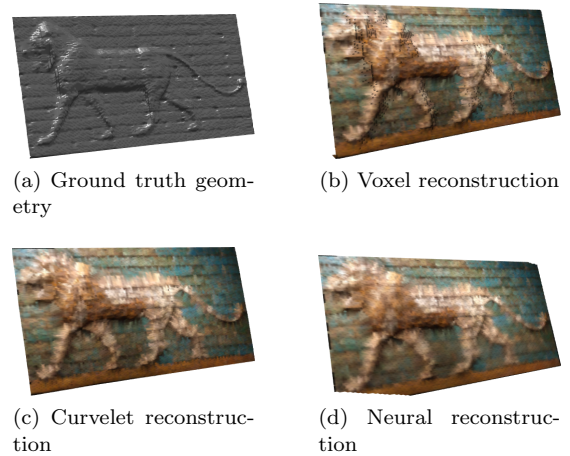 (a) Ground truth geom-
etry
(b) Voxel reconstruction
(c) Curvelet reconstruc-
tion
(d) Neural reconstruc-
tion